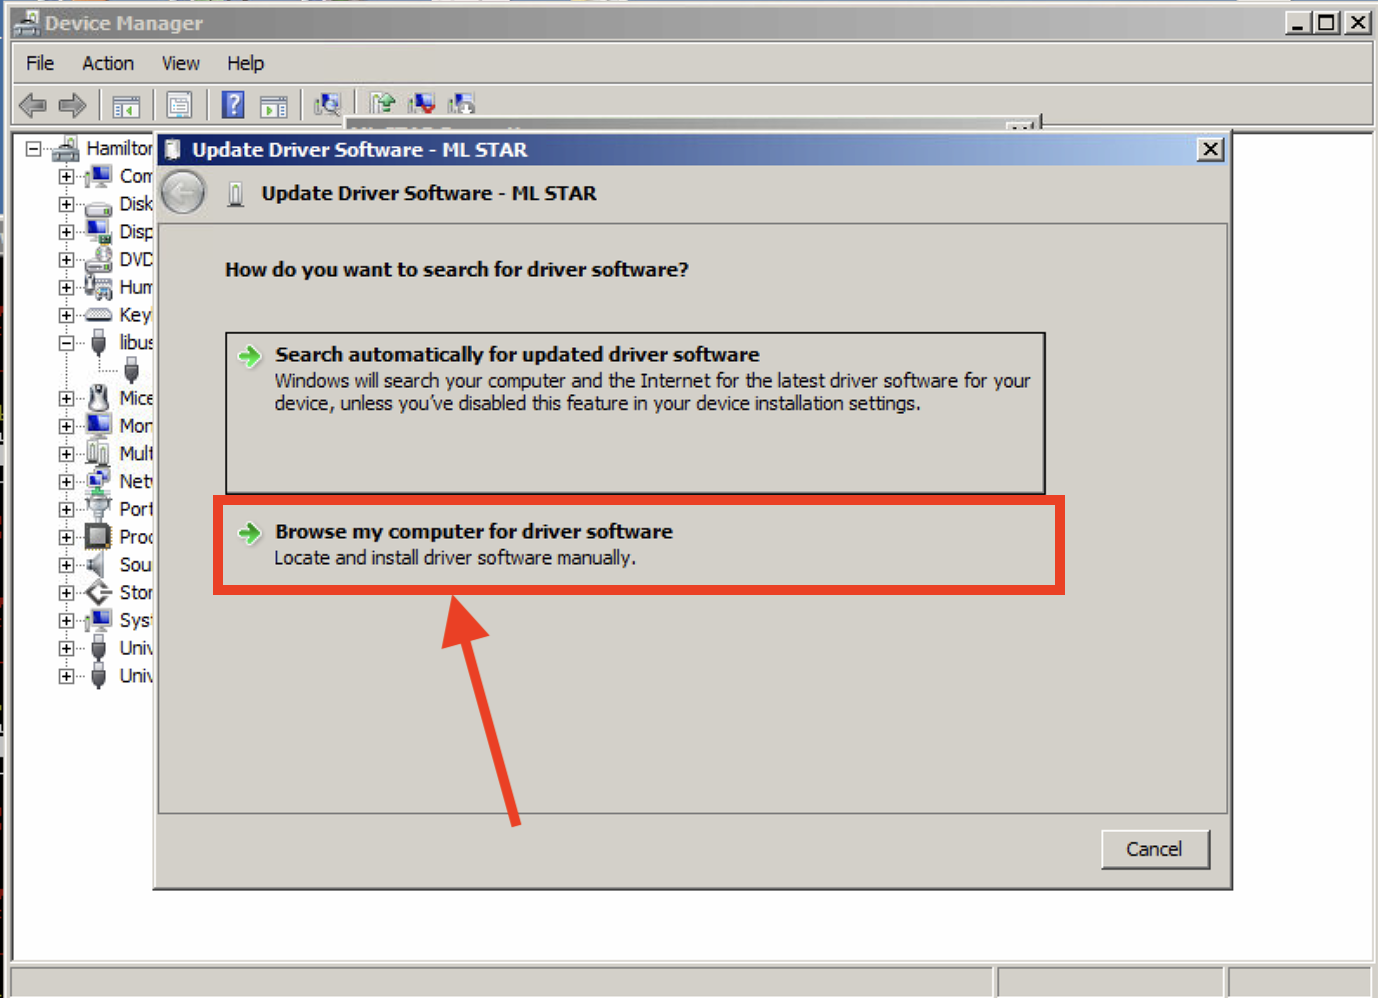 Device Manager
File Action View Help
Update Driver Software - ML STAR
Update Driver Software - ML STAR
How do you want to search for driver software?
Search automatically for updated driver software
Windows will search your computer and the Internet for the latest driver software for your
device, unless you've disabled this feature in your device installation settings.
Browse my computer for driver software
Locate and install driver software manually.
Cancel
Hamilton
Com
Disk
Disp
DVD
Hum
Key
libus
Mice
Mon
Mult
Netw
Port
Proc
Sou
Stor
Syst
Univ
Univ